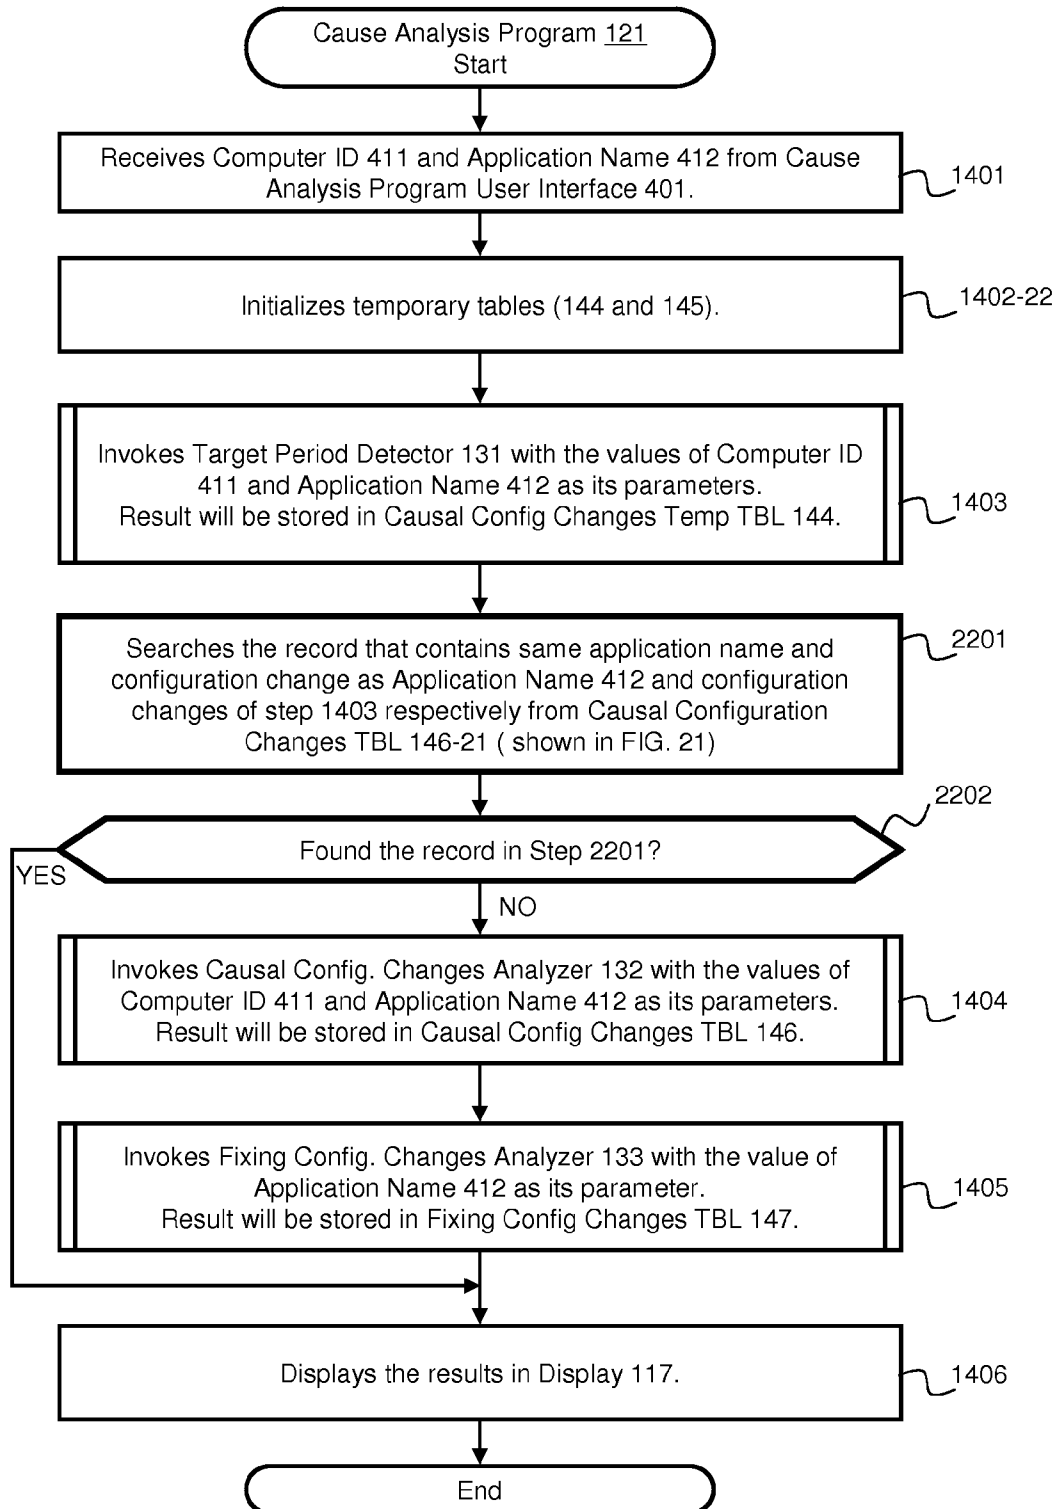 Cause Analysis Program 121
Start
Receives Computer ID 411 and Application Name 412 from Cause
Analysis Program User Interface 401.
1401
Initializes temporary tables (144 and 145).
1402-22
Invokes Target Period Detector 131 with the values of Computer ID
411 and Application Name 412 as its parameters.
Result will be stored in Causal Config Changes Temp TBL 144.
1403
Searches the record that contains same application name and
configuration change as Application Name 412 and configuration
changes of step 1403 respectively from Causal Configuration
Changes TBL 146-21 ( shown in FIG. 21)
2201
2202
Found the record in Step 2201?
YES
NO
Invokes Causal Config. Changes Analyzer 132 with the values of
Computer ID 411 and Application Name 412 as its parameters.
Result will be stored in Causal Config Changes TBL 146.
1404
Invokes Fixing Config. Changes Analyzer 133 with the value of
Application Name 412 as its parameter.
Result will be stored in Fixing Config Changes TBL 147.
1405
Displays the results in Display 117.
1406
End